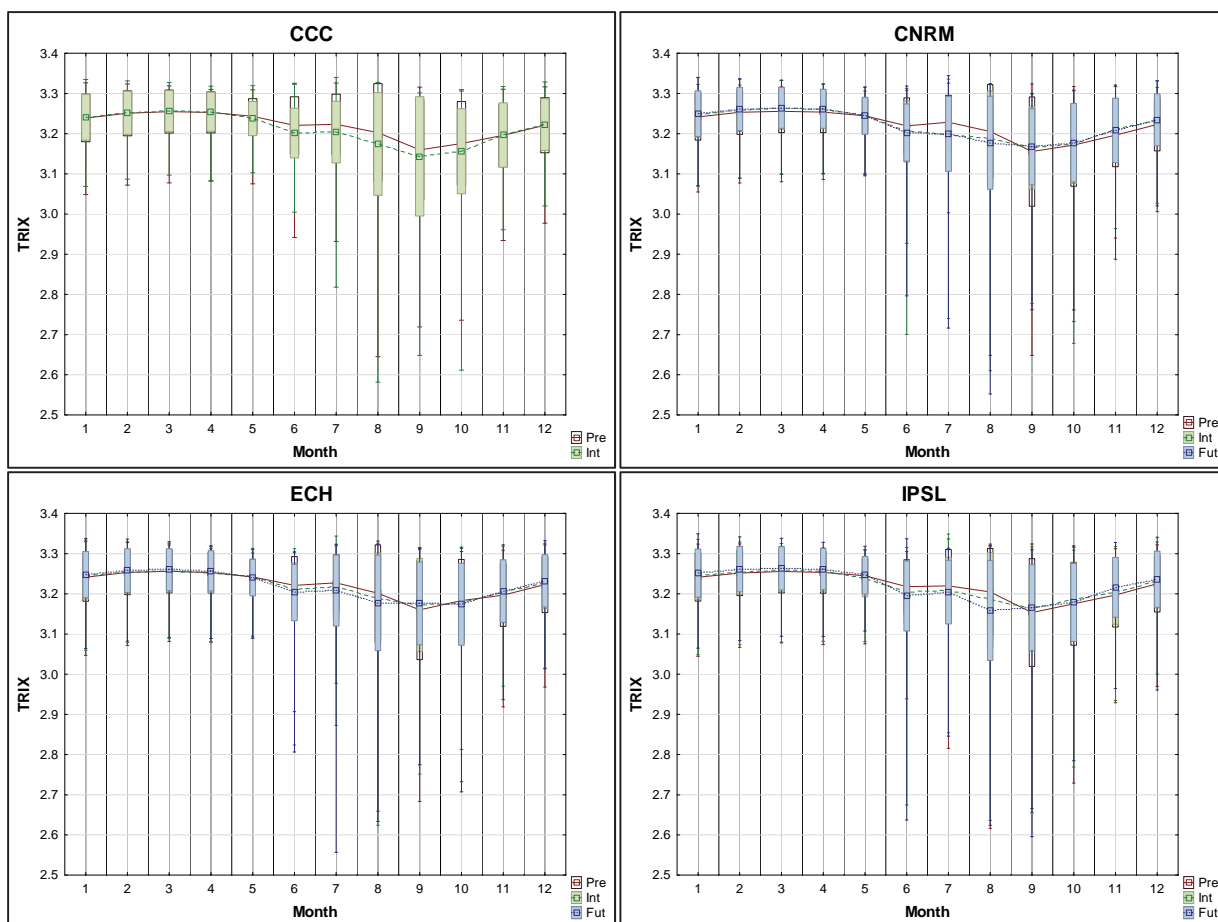 CCC
3.4
3.3
3.2
3.1
3.0
2.9
2.8
2.7
2.6
2.5
TRIX
1 2 3 4 5 6 7 8 9 10 11 12
Month
Pre
Int
CNRM
3.4
3.3
3.2
3.1
3.0
2.9
2.8
2.7
2.6
2.5
TRIX
1 2 3 4 5 6 7 8 9 10 11 12
Month
Pre
Int
Fut
ECH
3.4
3.3
3.2
3.1
3.0
2.9
2.8
2.7
2.6
2.5
TRIX
1 2 3 4 5 6 7 8 9 10 11 12
Month
Pre
Int
Fut
IPSL
3.4
3.3
3.2
3.1
3.0
2.9
2.8
2.7
2.6
2.5
TRIX
1 2 3 4 5 6 7 8 9 10 11 12
Month
Pre
Int
Fut